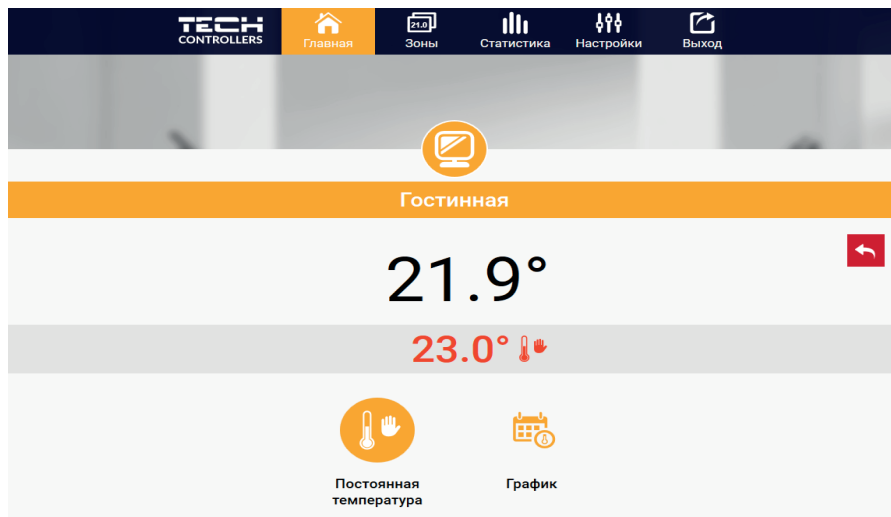 TECH
CONTROLLERS
Главная
21.0
Зоны
Статистика
Настройки
Выход
Гостинная
21.9°
23.0°
Постоянная
температура
График